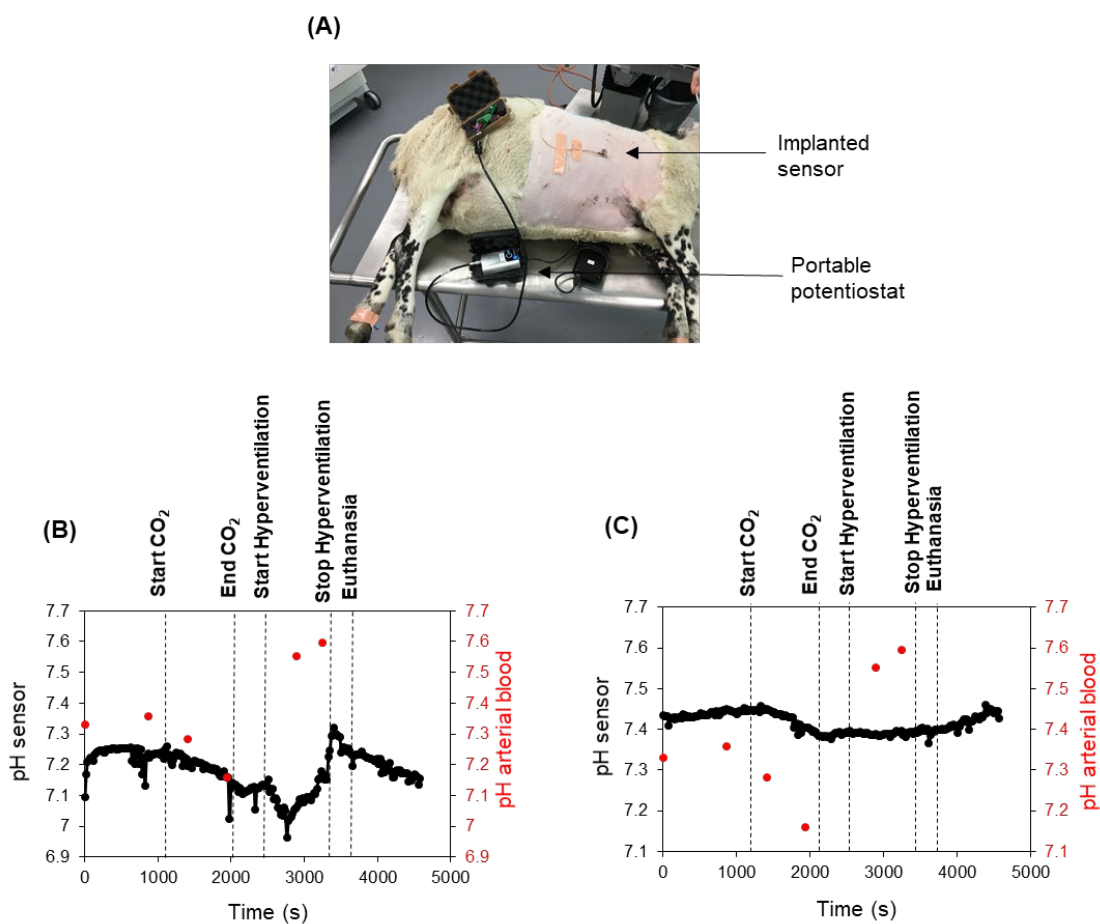 (A)
Implanted
sensor
Portable
potentiostat
(B)
Start CO₂
End CO₂
Start Hyperventilation
Stop Hyperventilation
Euthanasia
7.7
7.6
7.5
7.4
7.3
7.2
7.1
7
6.9
pH sensor
7.7
7.6
7.5
7.4
7.3
7.2
7.1
7
6.9
pH arterial blood
0
1000
2000
3000
4000
5000
Time (s)
(C)
Start CO₂
End CO₂
Start Hyperventilation
Stop Hyperventilation
Euthanasia
7.7
7.6
7.5
7.4
7.3
7.2
7.1
pH sensor
7.7
7.6
7.5
7.4
7.3
7.2
7.1
pH arterial blood
0
1000
2000
3000
4000
5000
Time (s)